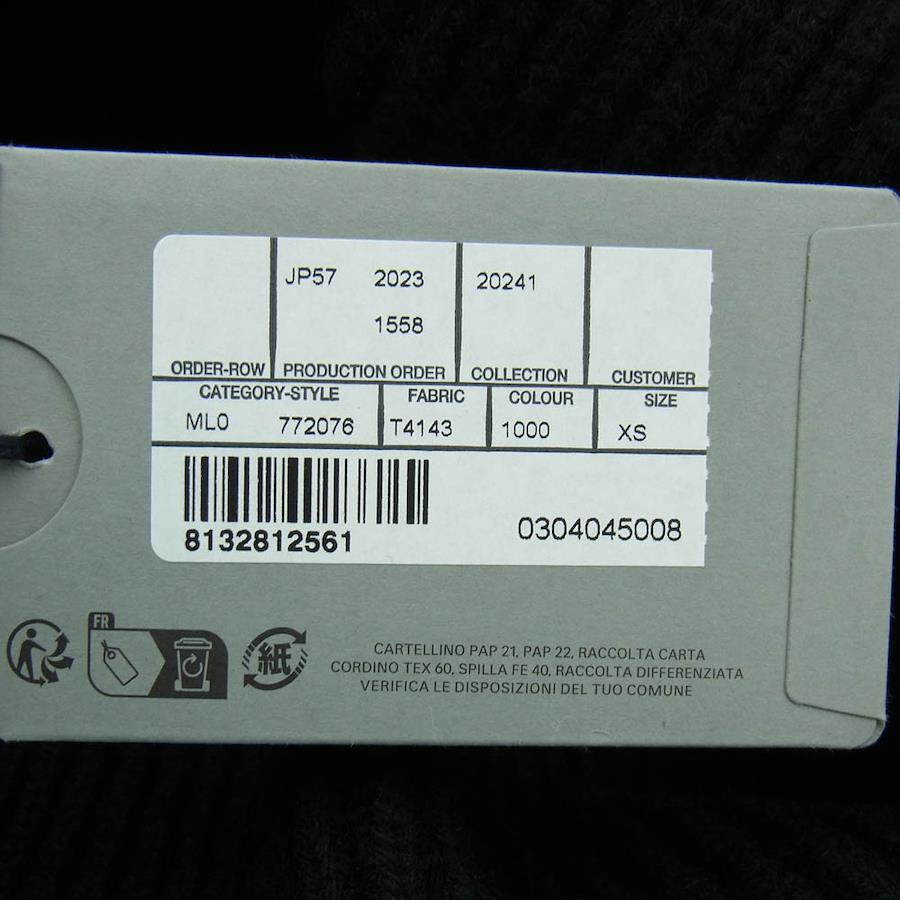 JP57 2023 20241
1558
ORDER-ROW PRODUCTION ORDER COLLECTION CUSTOMER
CATEGORY-STYLE FABRIC COLOUR SIZE
ML0 772076 T4143 1000 XS
8132812561 0304045008
FR
紙
CARTELLINO PAP 21, PAP 22, RACCOLTA CARTA
CORDINO TEX 60, SPILLA FE 40, RACCOLTA DIFFERENZIATA
VERIFICA LE DISPOSIZIONI DEL TUO COMUNE